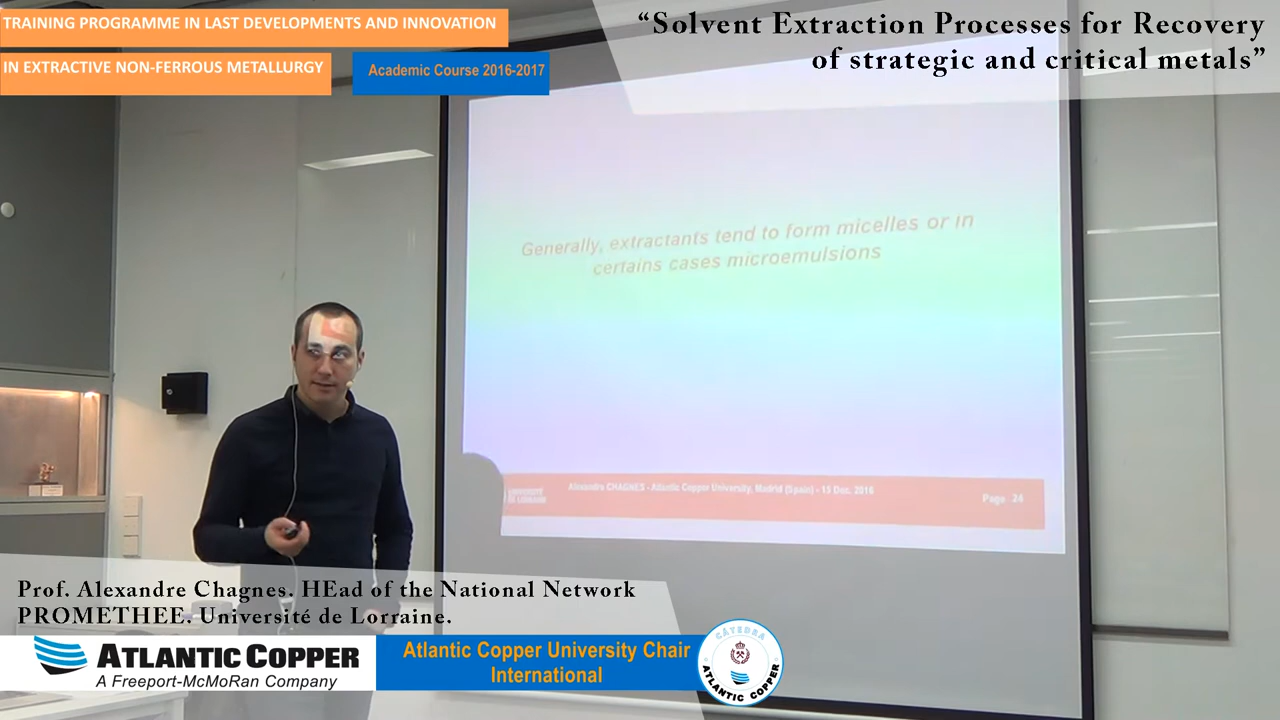 TRAINING PROGRAMME IN LAST DEVELOPMENTS AND INNOVATION
IN EXTRACTIVE NON-FERROUS METALLURGY
Academic Course 2016-2017
“Solvent Extraction Processes for Recovery
of strategic and critical metals”
Generally, extractants tend to form micelles or in
certains cases microemulsions
UNIVERSITÉ
DE LORRAINE
Alexandre CHAGNES - Atlantic Copper University, Madrid (Spain) - 15 Dec. 2016
Page 24
Prof. Alexandre Chagnes. HEad of the National Network
PROMETHEE. Université de Lorraine.
ATLANTIC COPPER
A Freeport-McMoRan Company
Atlantic Copper University Chair
International
CÁTEDRA
ATLANTIC COPPER